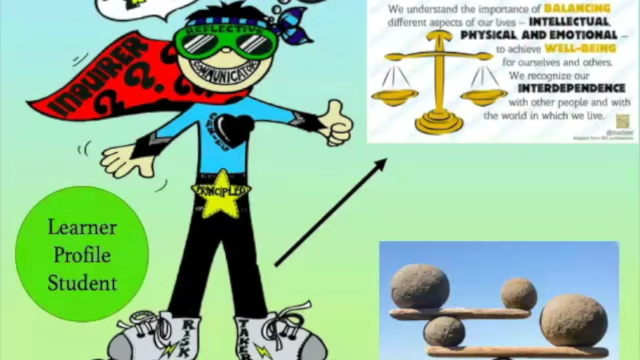 We understand the importance of BALANCING
different aspects of our lives – INTELLECTUAL,
PHYSICAL AND EMOTIONAL –
to achieve WELL-BEING
for ourselves and others.
We recognize our
INTERDEPENDENCE
with other people and with
the world in which we live.
REFLECTIVE
COMMUNICATOR
INQUIRER
? ? ?
PRINCIPLED
Learner
Profile
Student
RISK
TAKER